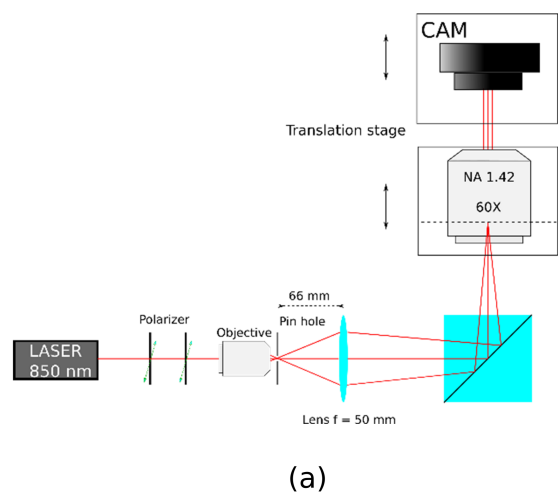 CAM
Translation stage
NA 1.42
60X
66 mm
Polarizer
Objective
Pin hole
LASER
850 nm
Lens f = 50 mm
(a)